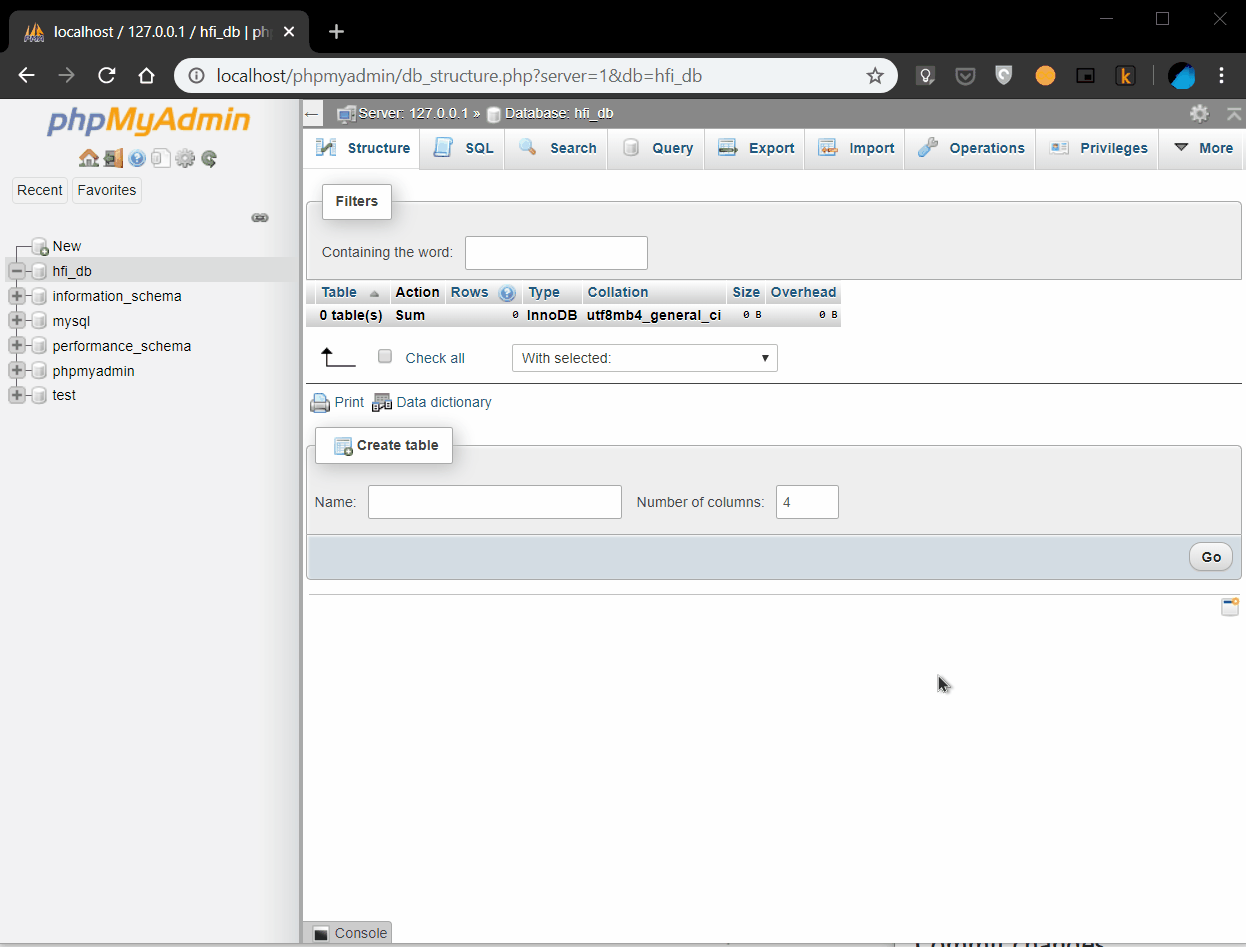 localhost / 127.0.0.1 / hfi_db | ph
localhost/phpmyadmin/db_structure.php?server=1&db=hfi_db
k
phpMyAdmin
Recent Favorites
New
hfi_db
information_schema
mysql
performance_schema
phpmyadmin
test
Server: 127.0.0.1 » Database: hfi_db
Structure SQL Search Query Export Import Operations Privileges More
Filters
Containing the word:
Table Action Rows Type Collation Size Overhead
0 table(s) Sum 0 InnoDB utf8mb4_general_ci 0 B 0 B
Check all With selected:
Print Data dictionary
Create table
Name: Number of columns: 4
Go
Console